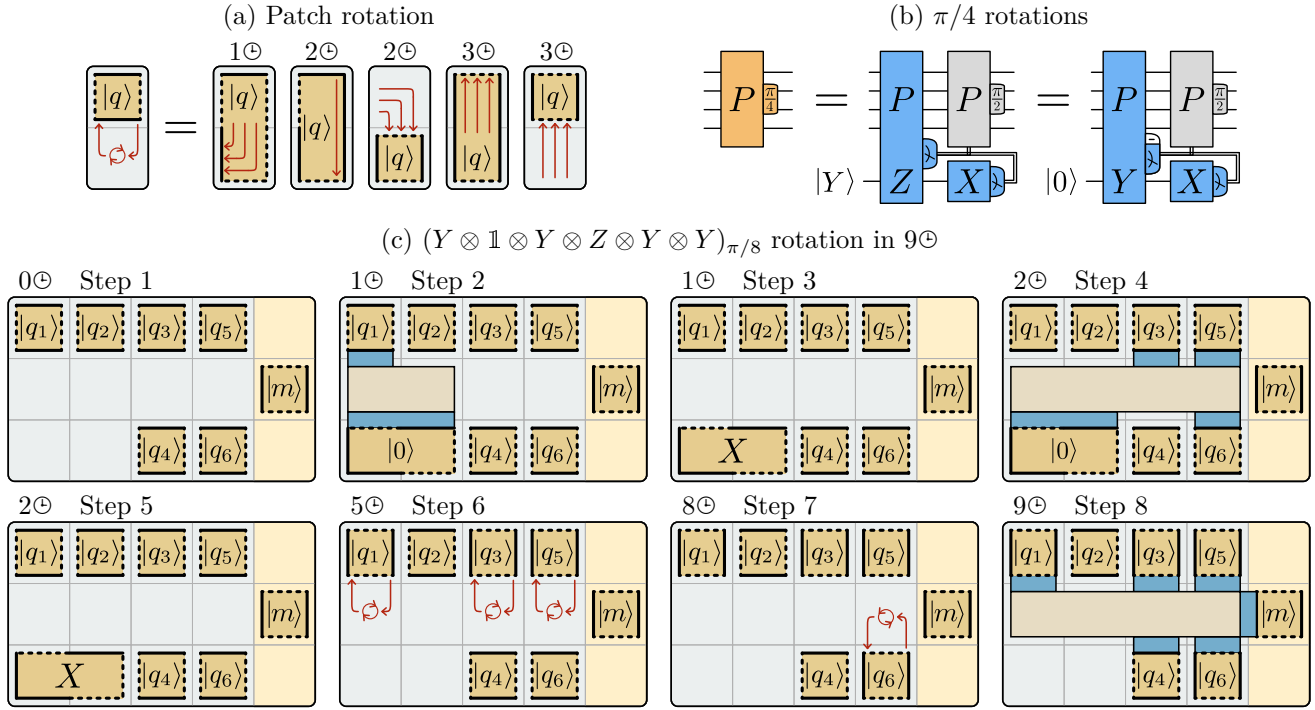 (a) Patch rotation
(b) π/4 rotations
1🕒 2🕒 2🕒 3🕒 3🕒
|q⟩ = |q⟩ |q⟩ |q⟩ |q⟩ |q⟩
P π/4 = P P π/2 = P P π/2
|Y⟩ Z X |0⟩ Y − X
(c) (Y ⊗ 𝟙 ⊗ Y ⊗ Z ⊗ Y ⊗ Y)π/8 rotation in 9🕒
0🕒 Step 1
|q1⟩ |q2⟩ |q3⟩ |q5⟩
|m⟩
|q4⟩ |q6⟩
1🕒 Step 2
|q1⟩ |q2⟩ |q3⟩ |q5⟩
|m⟩
|0⟩ |q4⟩ |q6⟩
1🕒 Step 3
|q1⟩ |q2⟩ |q3⟩ |q5⟩
|m⟩
X |q4⟩ |q6⟩
2🕒 Step 4
|q1⟩ |q2⟩ |q3⟩ |q5⟩
|m⟩
|0⟩ |q4⟩ |q6⟩
2🕒 Step 5
|q1⟩ |q2⟩ |q3⟩ |q5⟩
|m⟩
X |q4⟩ |q6⟩
5🕒 Step 6
|q1⟩ |q2⟩ |q3⟩ |q5⟩
|m⟩
|q4⟩ |q6⟩
8🕒 Step 7
|q1⟩ |q2⟩ |q3⟩ |q5⟩
|m⟩
|q4⟩ |q6⟩
9🕒 Step 8
|q1⟩ |q2⟩ |q3⟩ |q5⟩
|m⟩
|q4⟩ |q6⟩